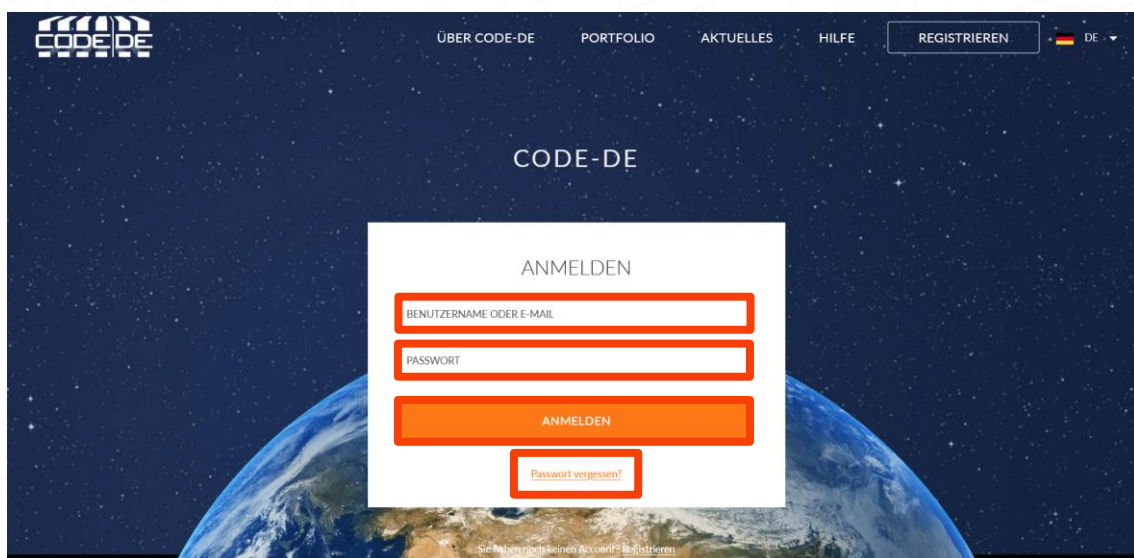 CODE|DE
ÜBER CODE-DE PORTFOLIO AKTUELLES HILFE REGISTRIEREN DE
CODE-DE
ANMELDEN
BENUTZERNAME ODER E-MAIL
PASSWORT
ANMELDEN
Passwort vergessen?
Sie haben noch keinen Account? Registrieren